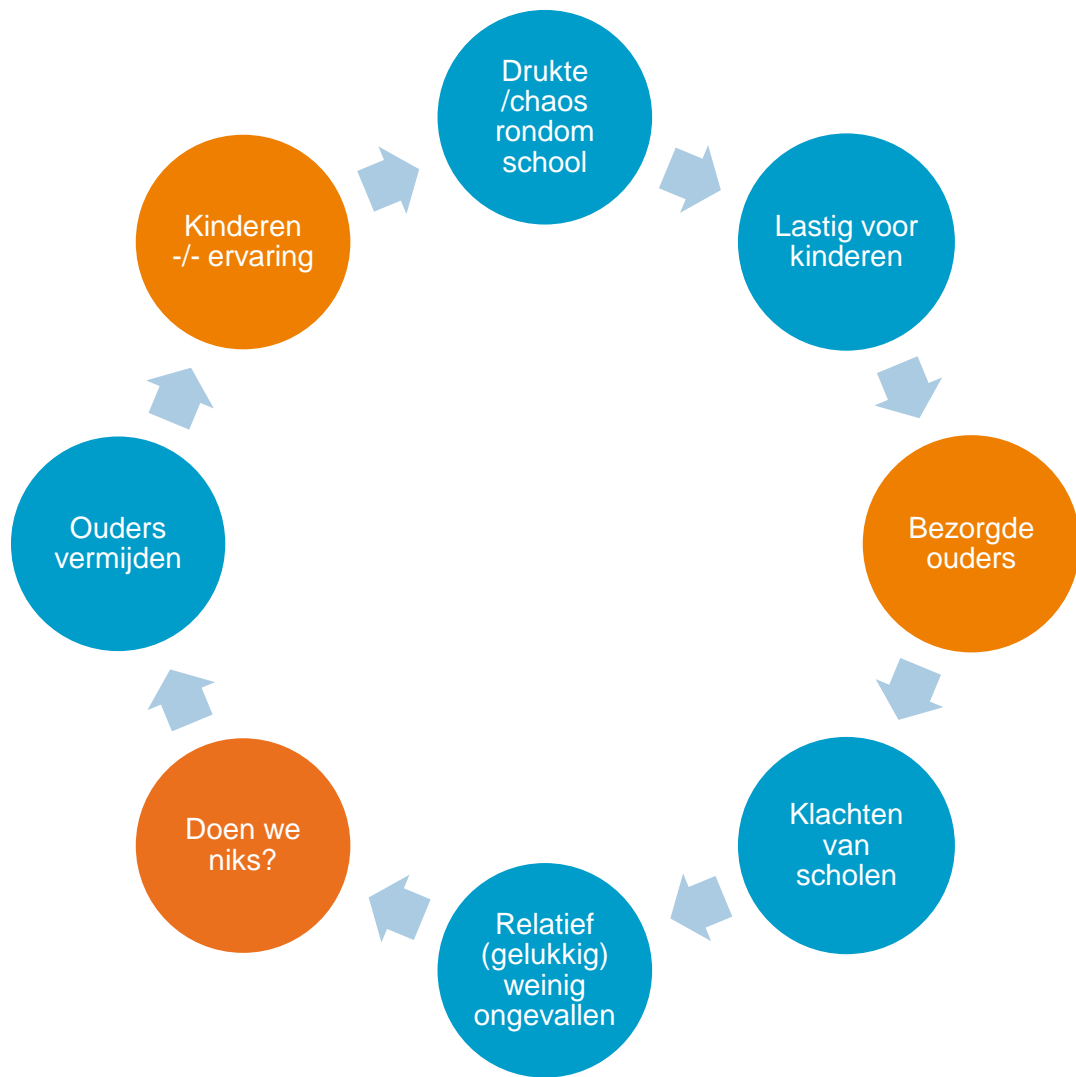 Drukte
/chaos
rondom
school
Lastig voor
kinderen
Bezorgde
ouders
Klachten
van
scholen
Relatief
(gelukkig)
weinig
ongevallen
Doen we
niks?
Ouders
vermijden
Kinderen
-/- ervaring